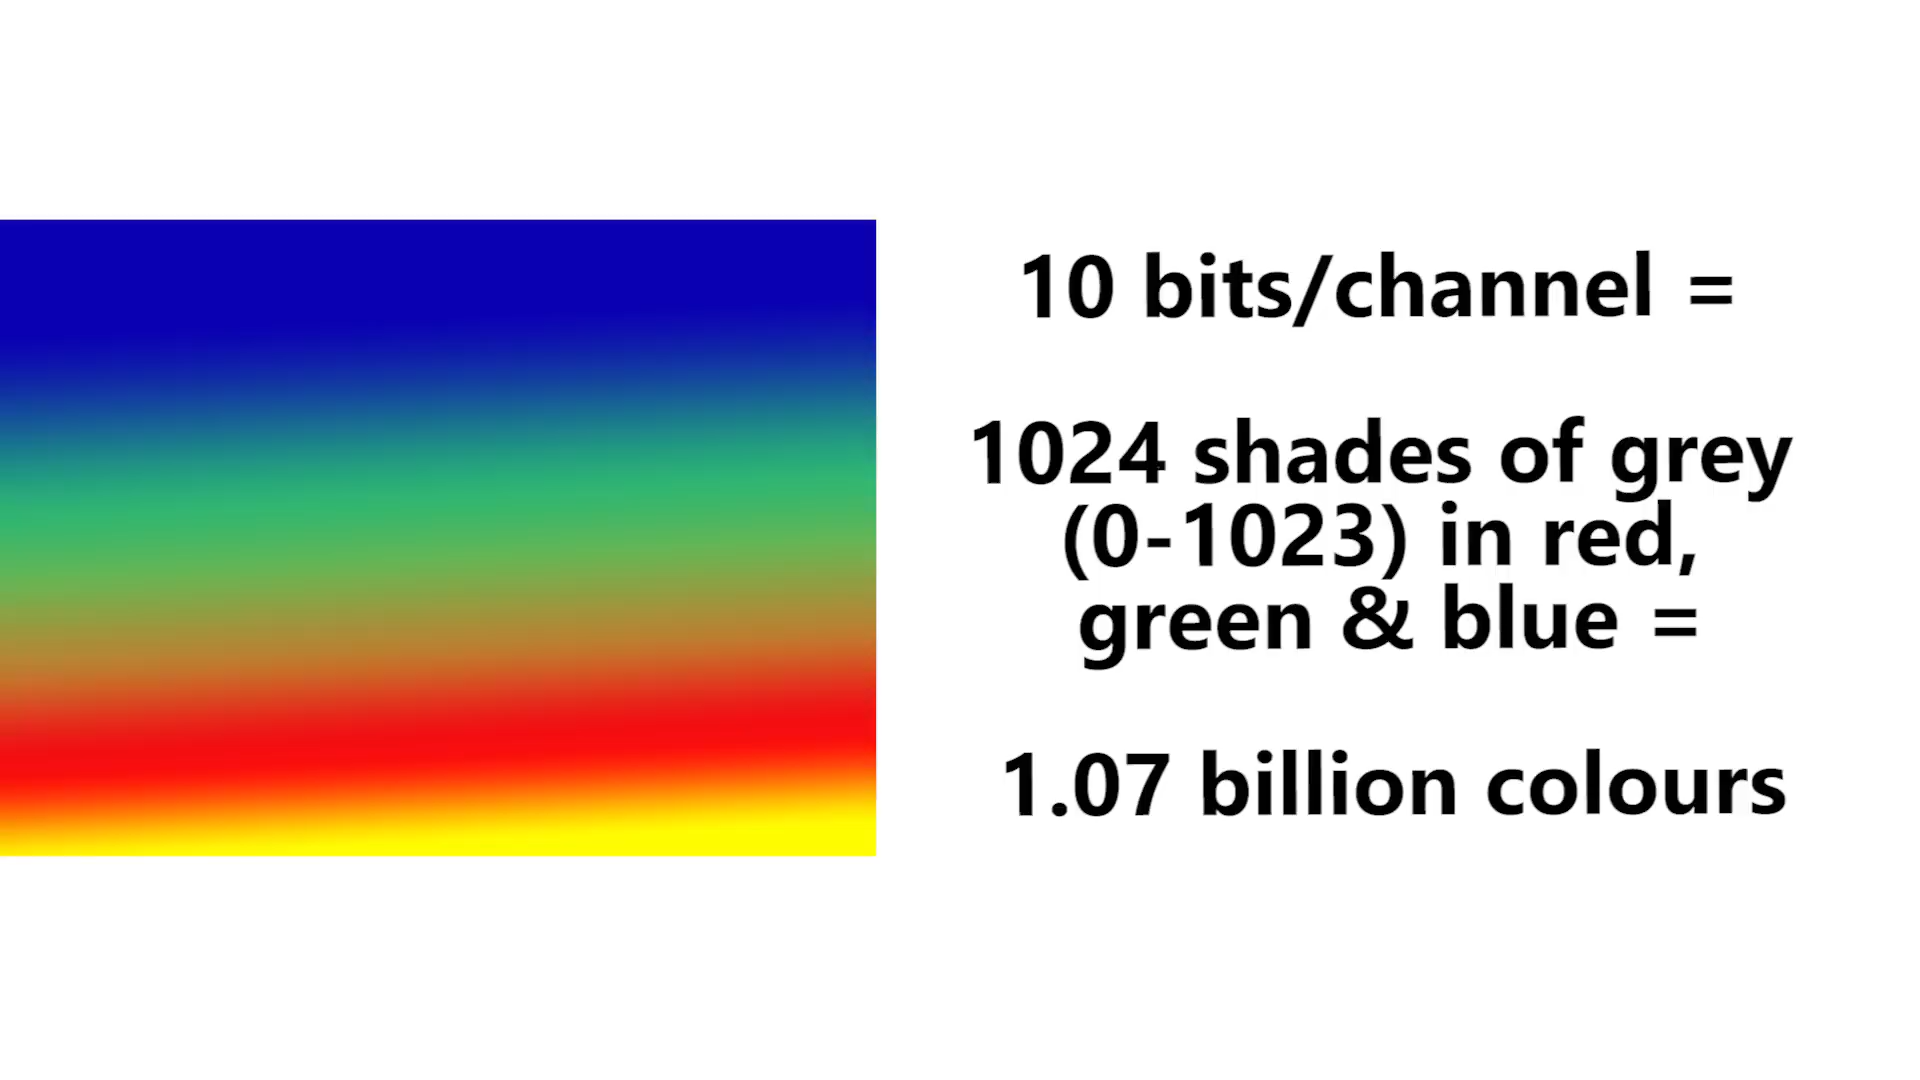 10 bits/channel =
1024 shades of grey
(0-1023) in red,
green & blue =
1.07 billion colours